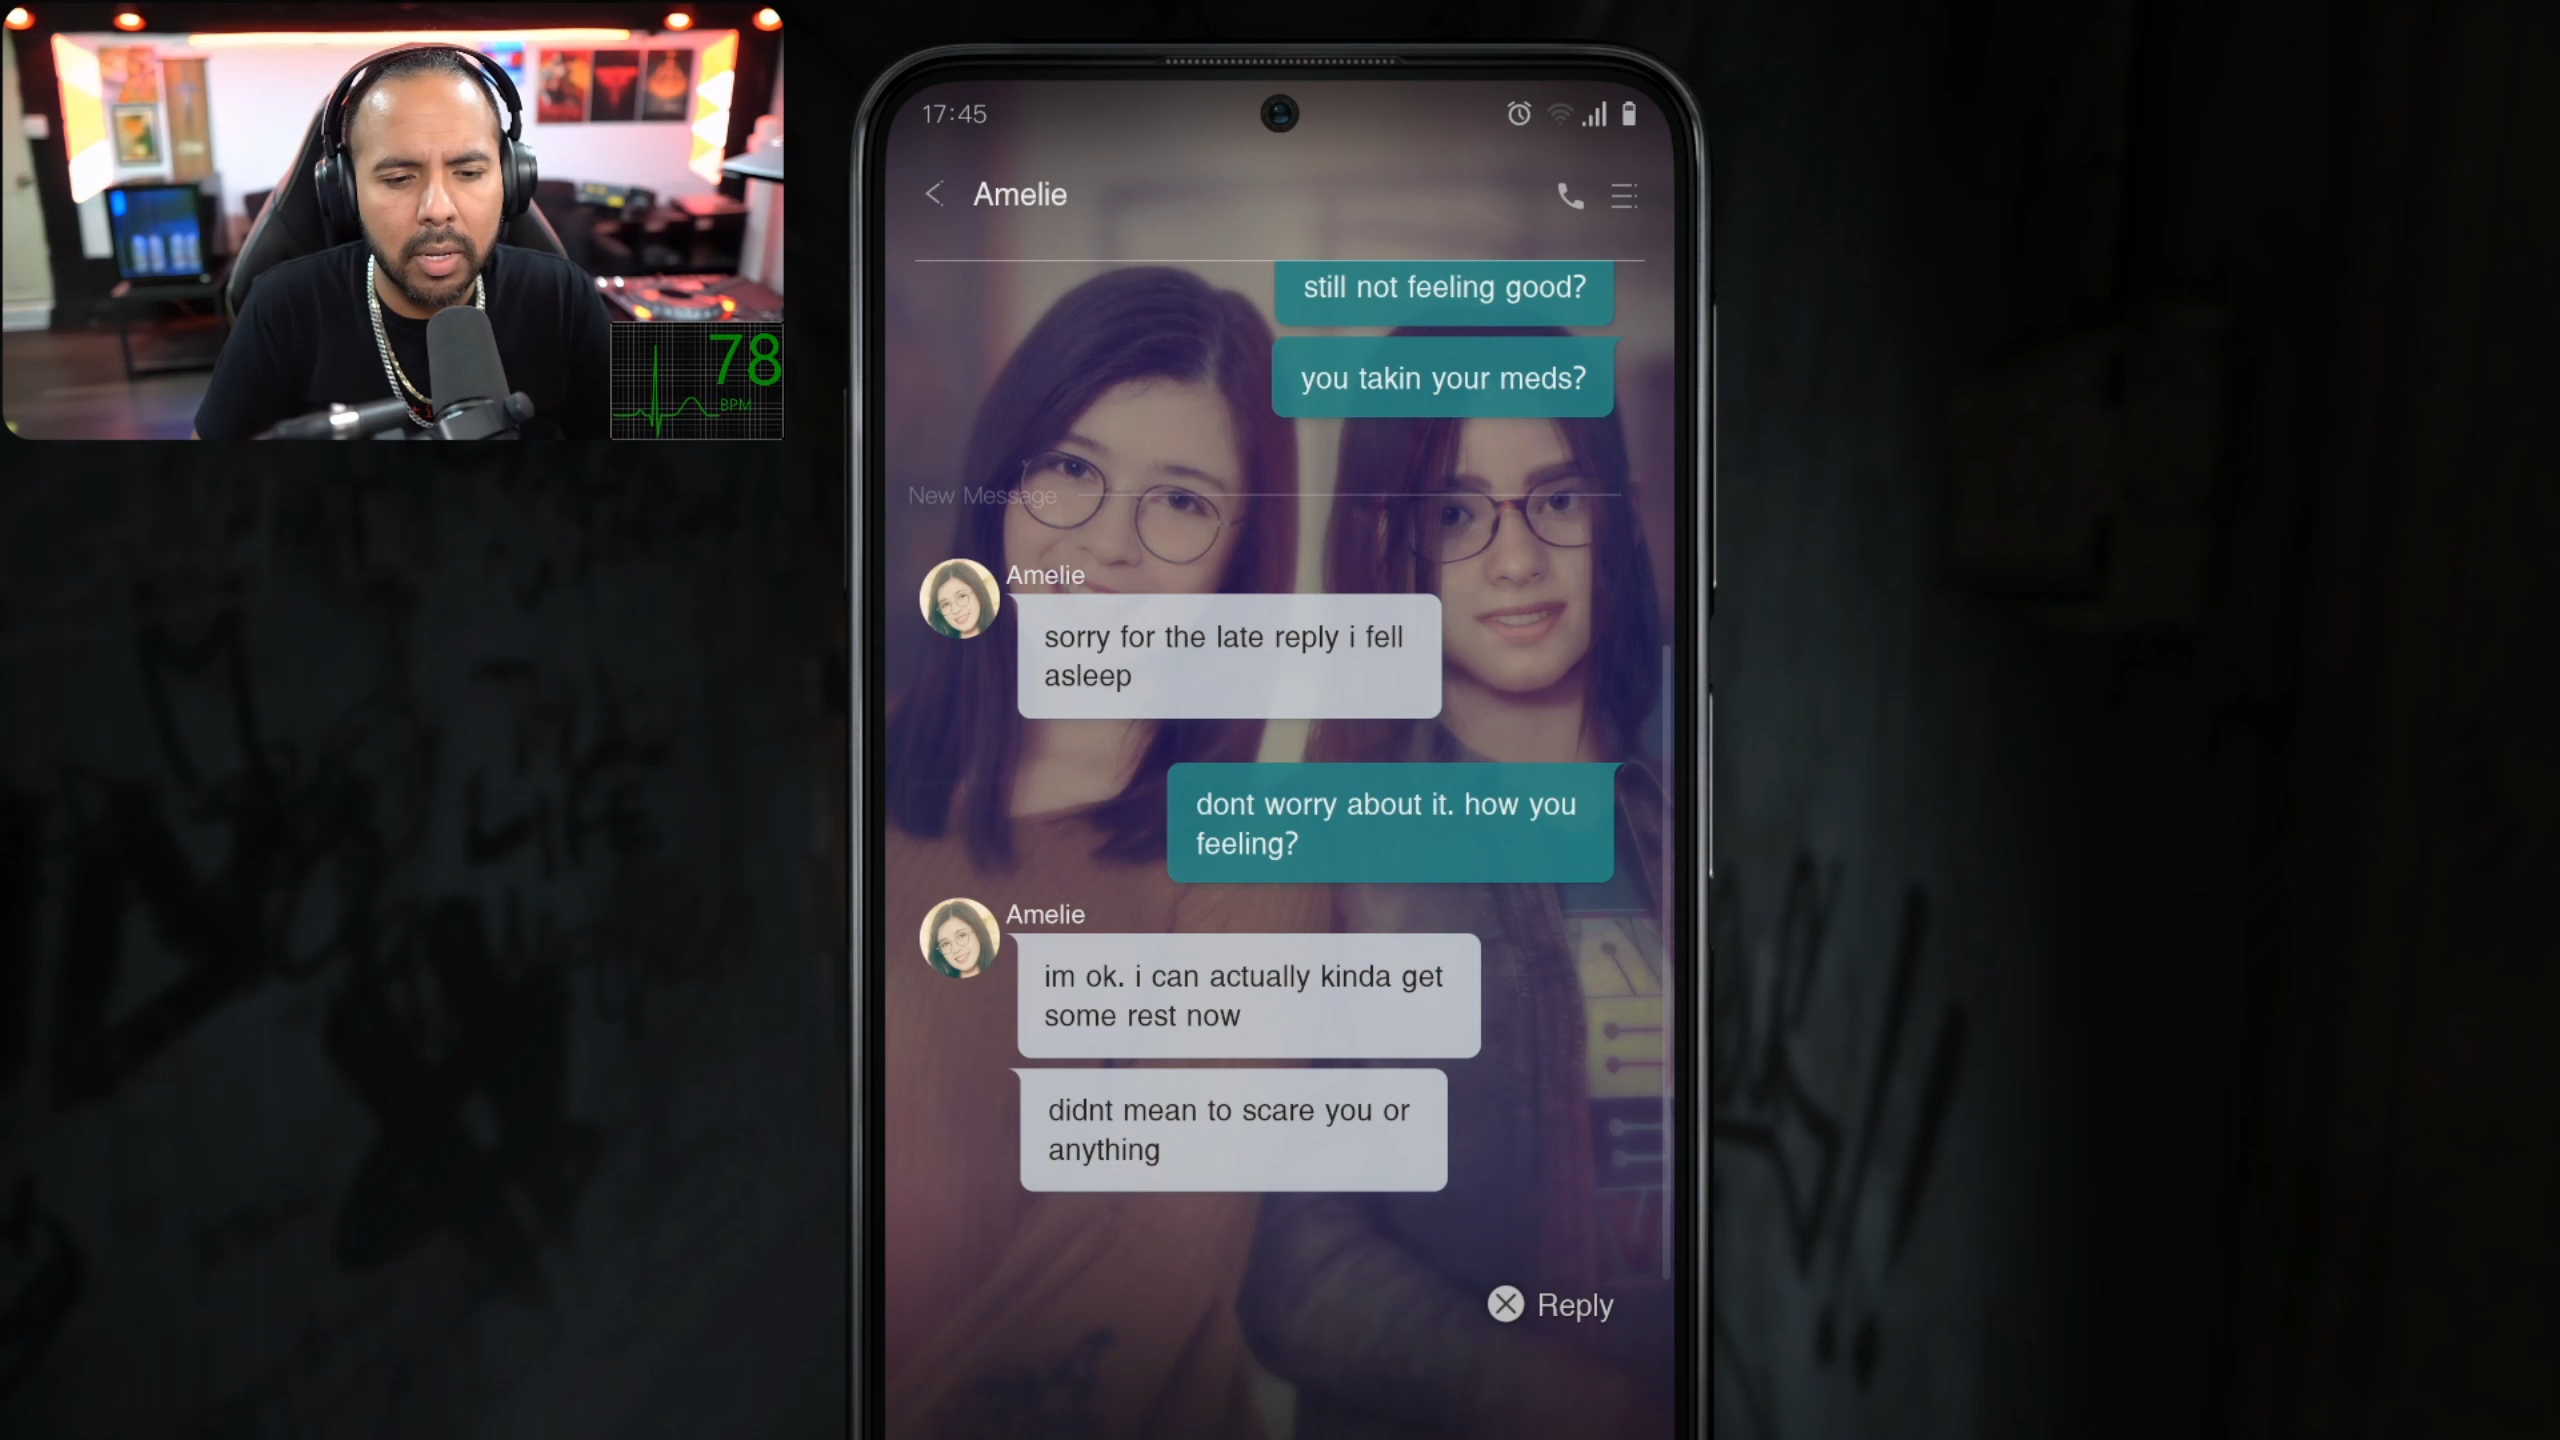 78
BPM
17:45
Amelie
still not feeling good?
you takin your meds?
New Message
Amelie
sorry for the late reply i fell
asleep
dont worry about it. how you
feeling?
Amelie
im ok. i can actually kinda get
some rest now
didnt mean to scare you or
anything
Reply
LIFE